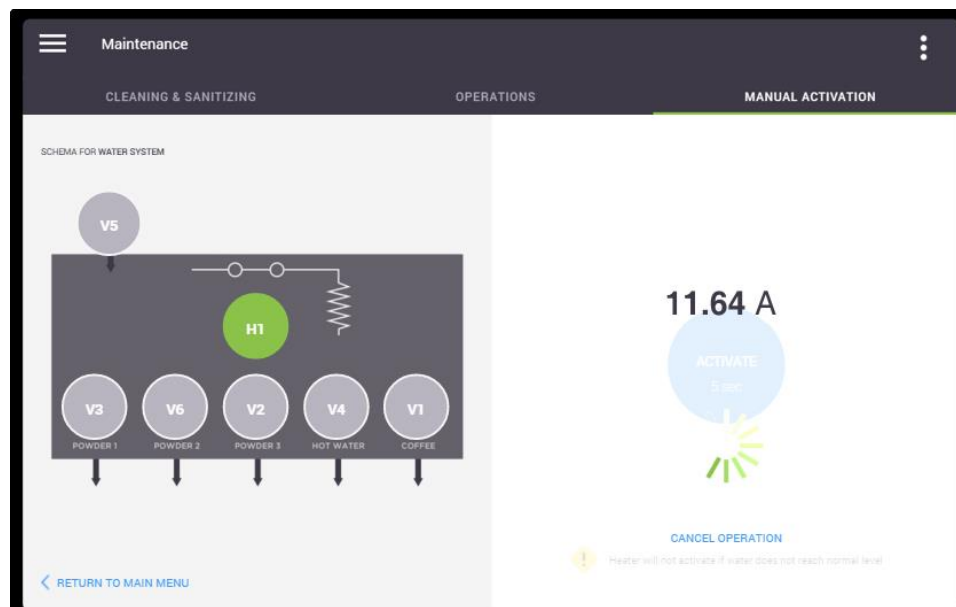 Maintenance
CLEANING & SANITIZING OPERATIONS MANUAL ACTIVATION
SCHEMA FOR WATER SYSTEM
V5
H1
V3 V6 V2 V4 V1
POWDER 1 POWDER 2 POWDER 3 HOT WATER COFFEE
11.64 A
ACTIVATE
5 sec
CANCEL OPERATION
Heater will not activate if water does not reach normal level
RETURN TO MAIN MENU